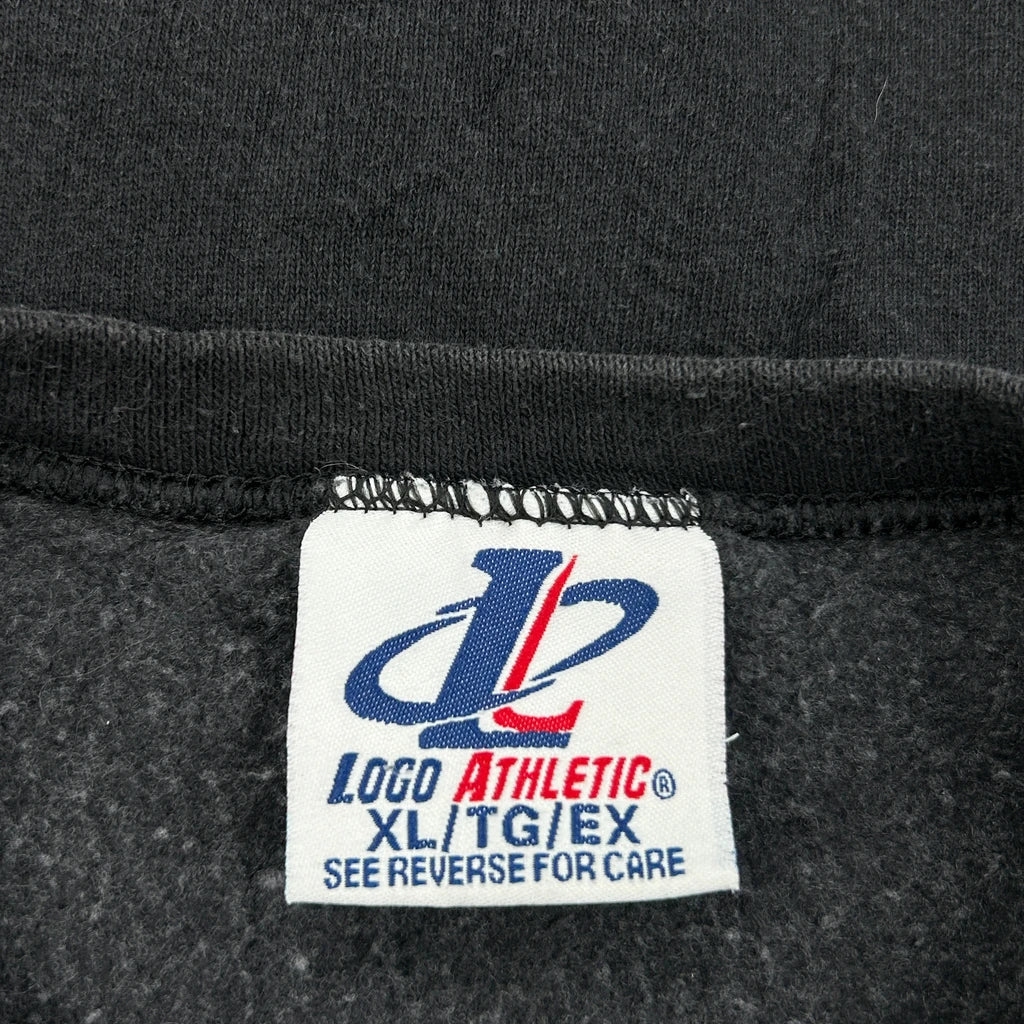 LOGO ATHLETIC®
XL/TG/EX
SEE REVERSE FOR CARE